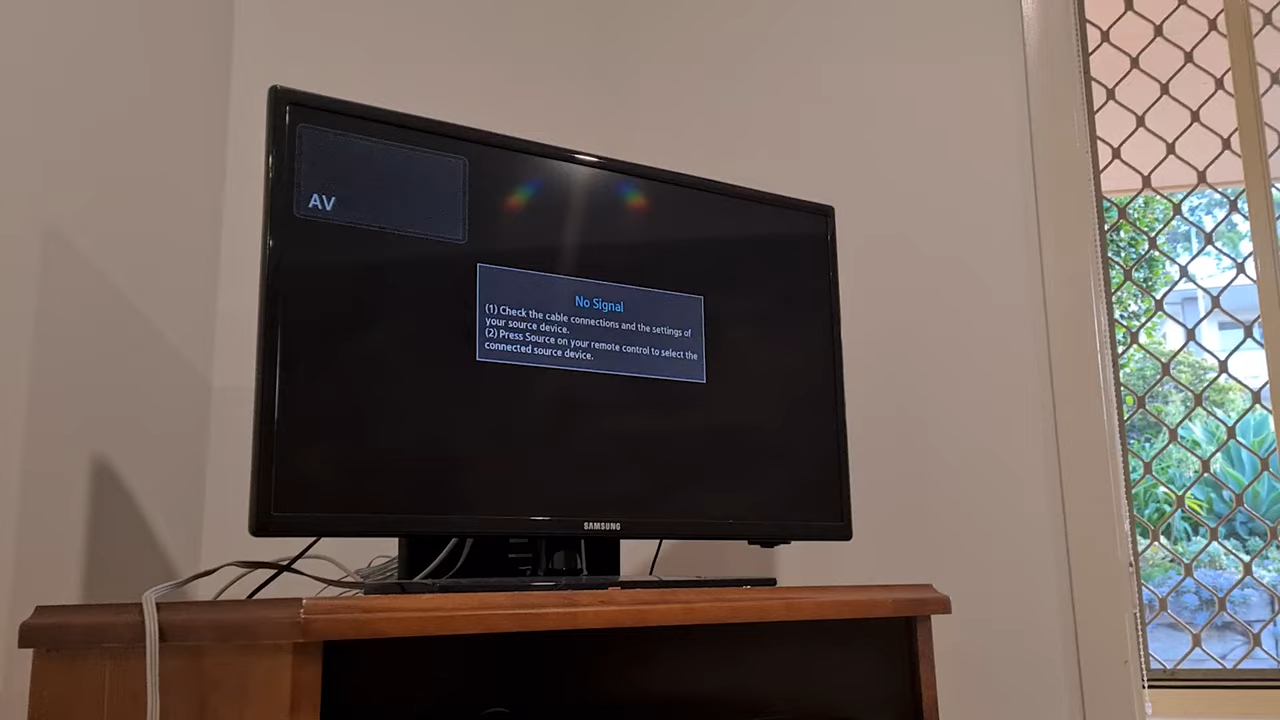 AV
No Signal
(1) Check the cable connections and the settings of
your source device.
(2) Press Source on your remote control to select the
connected source device.
SAMSUNG